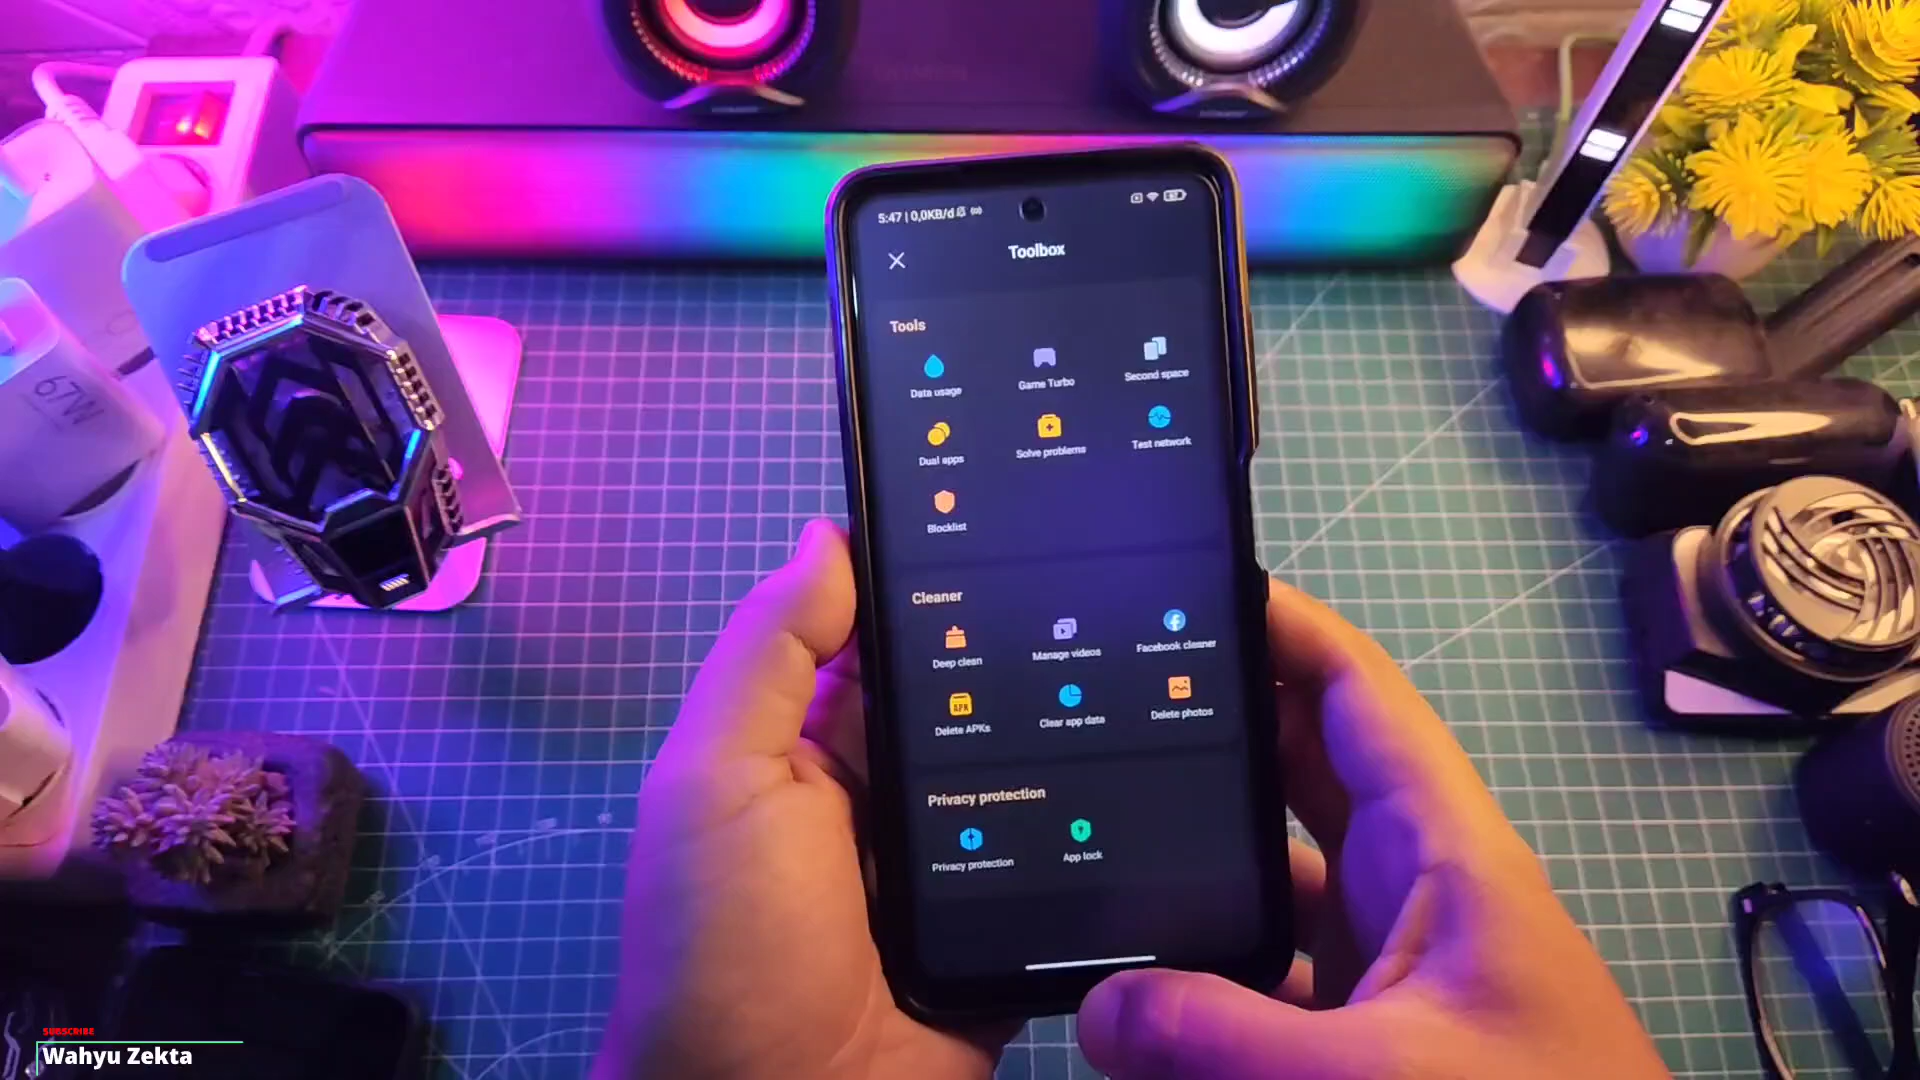 5:47 | 0,0KB/d
Toolbox
Tools
Data usage
Game Turbo
Second space
Dual apps
Solve problems
Test network
Blocklist
Cleaner
Deep clean
Manage videos
Facebook cleaner
APK
Delete APKs
Clear app data
Delete photos
Privacy protection
Privacy protection
App lock
67W
SUBSCRIBE
Wahyu Zekta